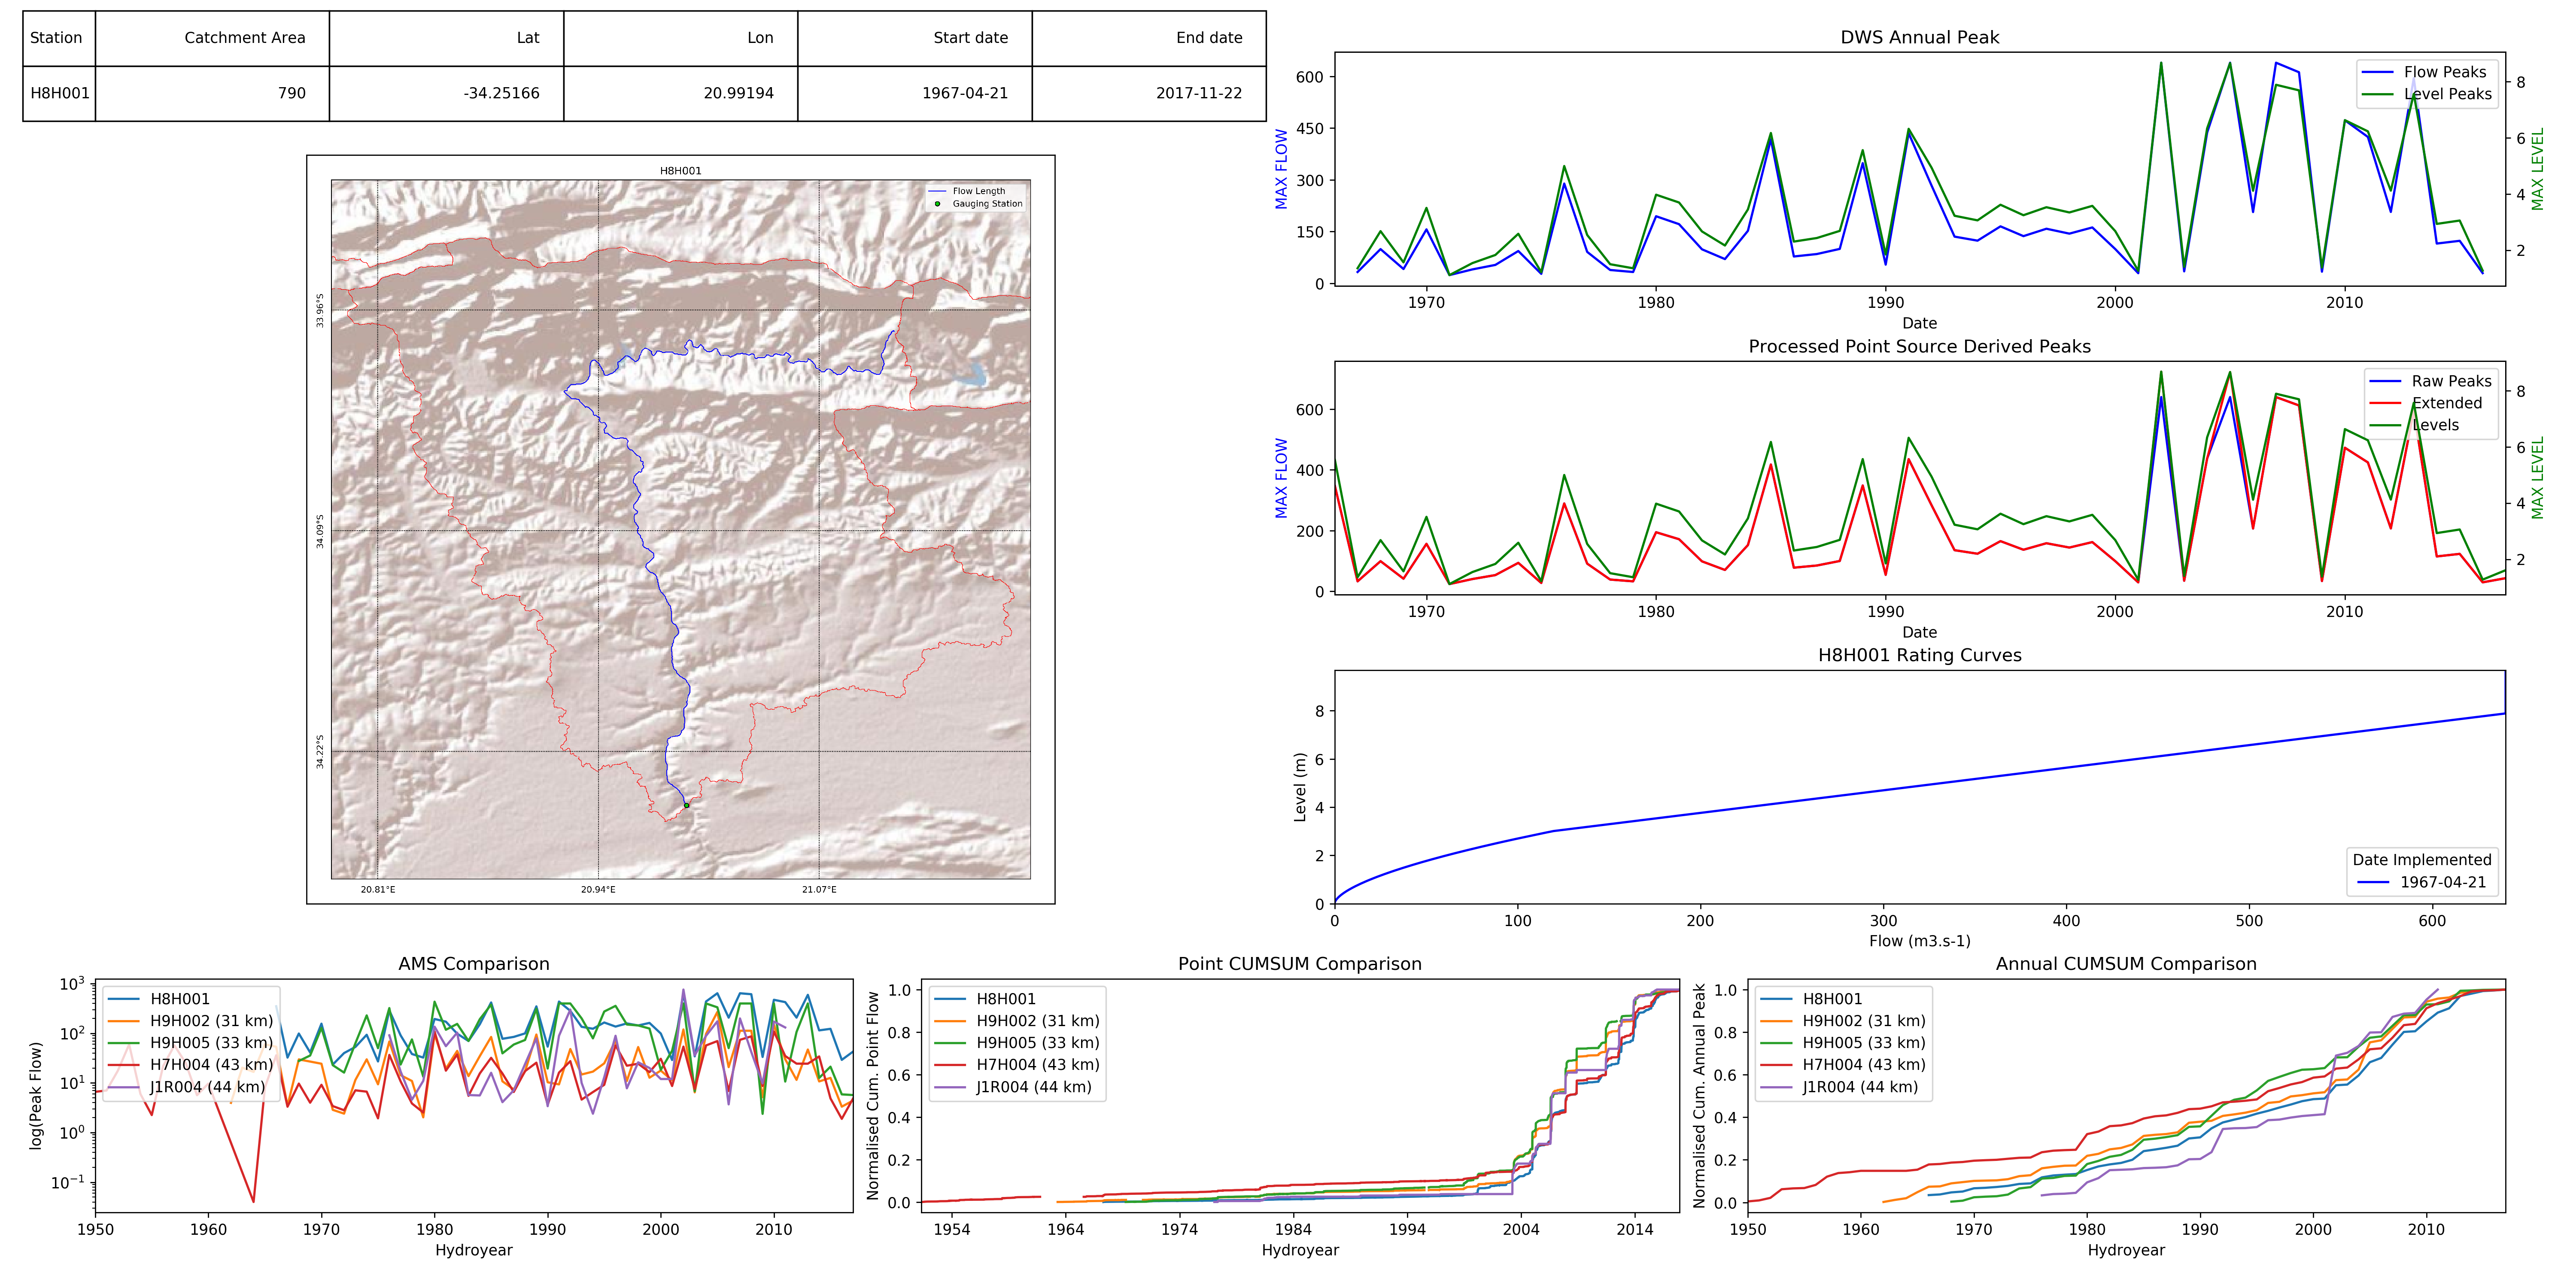 Station Catchment Area Lat Lon Start date End date
H8H001 790 -34.25166 20.99194 1967-04-21 2017-11-22
H8H001
Flow Length
Gauging Station
33.96°S
34.09°S
34.22°S
20.81°E 20.94°E 21.07°E
DWS Annual Peak
Flow Peaks
Level Peaks
MAX FLOW
MAX LEVEL
600
450
300
150
0
8
6
4
2
1970 1980 1990 2000 2010
Date
Processed Point Source Derived Peaks
Raw Peaks
Extended
Levels
MAX FLOW
MAX LEVEL
600
400
200
0
8
6
4
2
1970 1980 1990 2000 2010
Date
H8H001 Rating Curves
Level (m)
8
6
4
2
0
Date Implemented
1967-04-21
0 100 200 300 400 500 600
Flow (m3.s-1)
AMS Comparison
log(Peak Flow)
10³
10²
10¹
10⁰
10⁻¹
H8H001
H9H002 (31 km)
H9H005 (33 km)
H7H004 (43 km)
J1R004 (44 km)
1950 1960 1970 1980 1990 2000 2010
Hydroyear
Point CUMSUM Comparison
Normalised Cum. Point Flow
1.0
0.8
0.6
0.4
0.2
0.0
H8H001
H9H002 (31 km)
H9H005 (33 km)
H7H004 (43 km)
J1R004 (44 km)
1954 1964 1974 1984 1994 2004 2014
Hydroyear
Annual CUMSUM Comparison
Normalised Cum. Annual Peak
1.0
0.8
0.6
0.4
0.2
0.0
H8H001
H9H002 (31 km)
H9H005 (33 km)
H7H004 (43 km)
J1R004 (44 km)
1950 1960 1970 1980 1990 2000 2010
Hydroyear